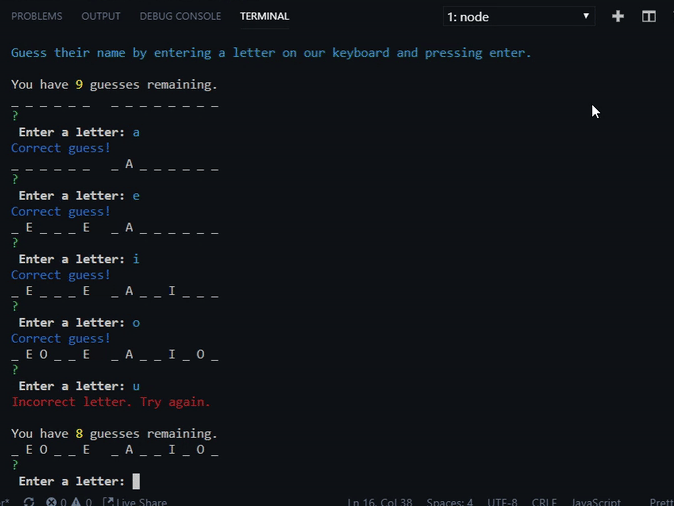 PROBLEMS OUTPUT DEBUG CONSOLE TERMINAL 1: node
Guess their name by entering a letter on our keyboard and pressing enter.
You have 9 guesses remaining.
_ _ _ _ _ _  _ _ _ _ _ _ _ _
?
Enter a letter: a
Correct guess!
_ _ _ _ _ _  _ A _ _ _ _ _ _
?
Enter a letter: e
Correct guess!
_ E _ _ _ E  _ A _ _ _ _ _ _
?
Enter a letter: i
Correct guess!
_ E _ _ _ E  _ A _ _ I _ _ _
?
Enter a letter: o
Correct guess!
_ E O _ _ E  _ A _ _ I _ O _
?
Enter a letter: u
Incorrect letter. Try again.
You have 8 guesses remaining.
_ E O _ _ E  _ A _ _ I _ O _
?
Enter a letter:
r* 0 0 Live Share Ln 16, Col 38 Spaces: 4 UTF-8 CRLF JavaScript Prett